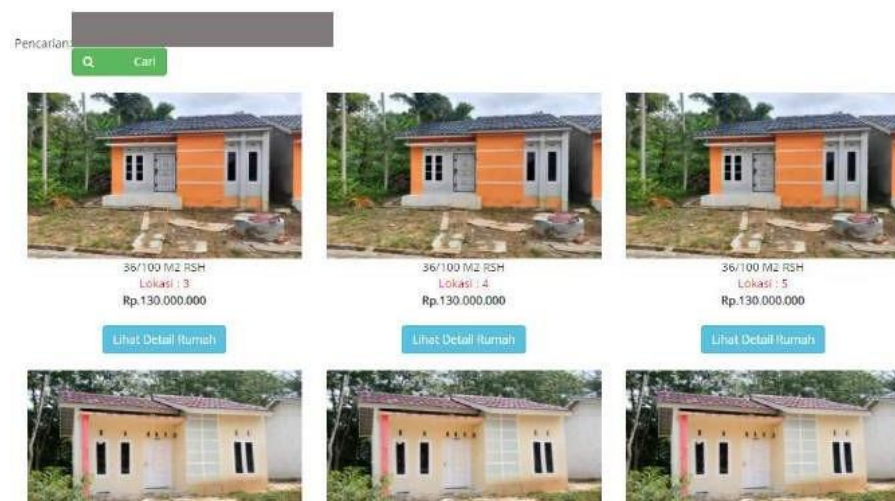 Pencarian:
Cari
36/100 M2 RSH
36/100 M2 RSH
36/100 M2 RSH
Lokasi : 3
Lokasi : 4
Lokasi : 5
Rp.130.000.000
Rp.130.000.000
Rp.130.000.000
Lihat Detail Rumah
Lihat Detail Rumah
Lihat Detail Rumah